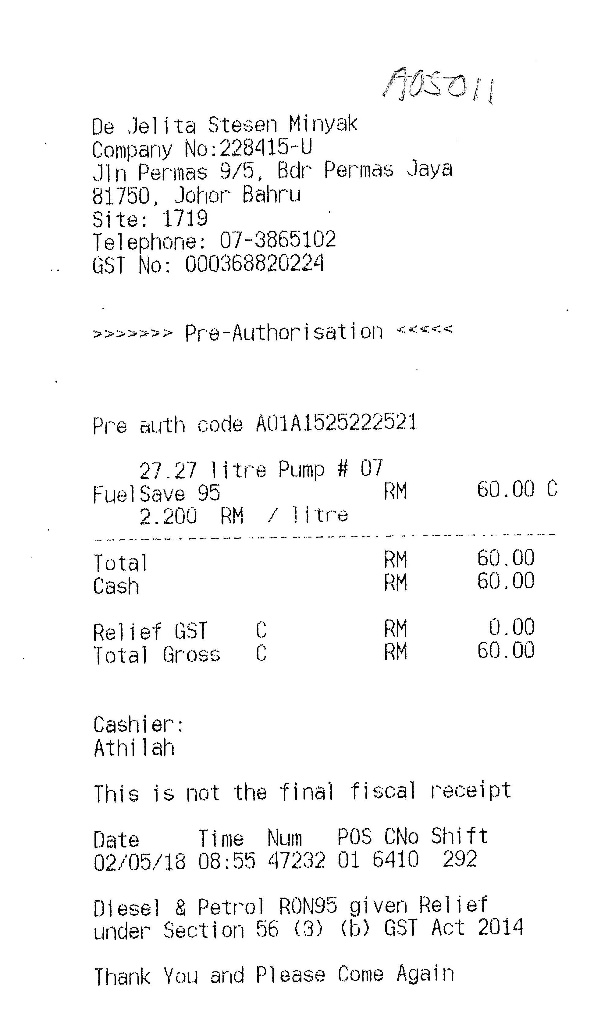 A05011
De Jelita Stesen Minyak
Company No:228415-U
Jln Permas 9/5, Bdr Permas Jaya
81750, Johor Bahru
Site: 1719
Telephone: 07-3865102
GST No: 000368820224
>>>>>>> Pre-Authorisation <<<<<
Pre auth code A01A1525222521
27.27 litre Pump # 07
FuelSave 95 RM 60.00 C
2.200 RM / litre
Total RM 60.00
Cash RM 60.00
Relief GST C RM 0.00
Total Gross C RM 60.00
Cashier:
Athilah
This is not the final fiscal receipt
Date Time Num POS CNo Shift
02/05/18 08:55 47232 01 6410 292
Diesel & Petrol RON95 given Relief
under Section 56 (3) (b) GST Act 2014
Thank You and Please Come Again